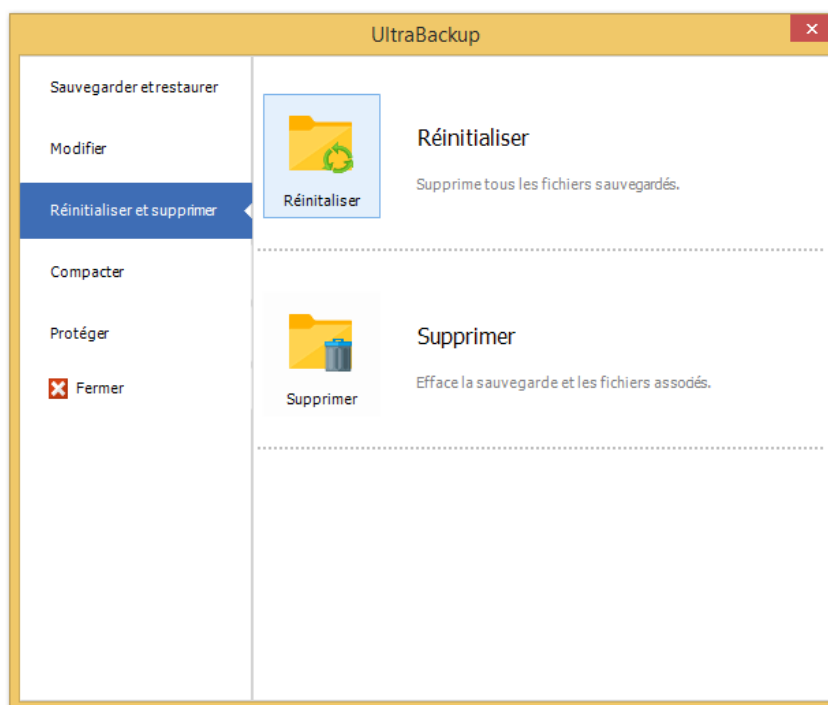 UltraBackup
Sauvegarder et restaurer
Modifier
Réinitialiser et supprimer
Compacter
Protéger
Fermer
Réinitialiser
Supprime tous les fichiers sauvegardés.
Réinitaliser
Supprimer
Efface la sauvegarde et les fichiers associés.
Supprimer